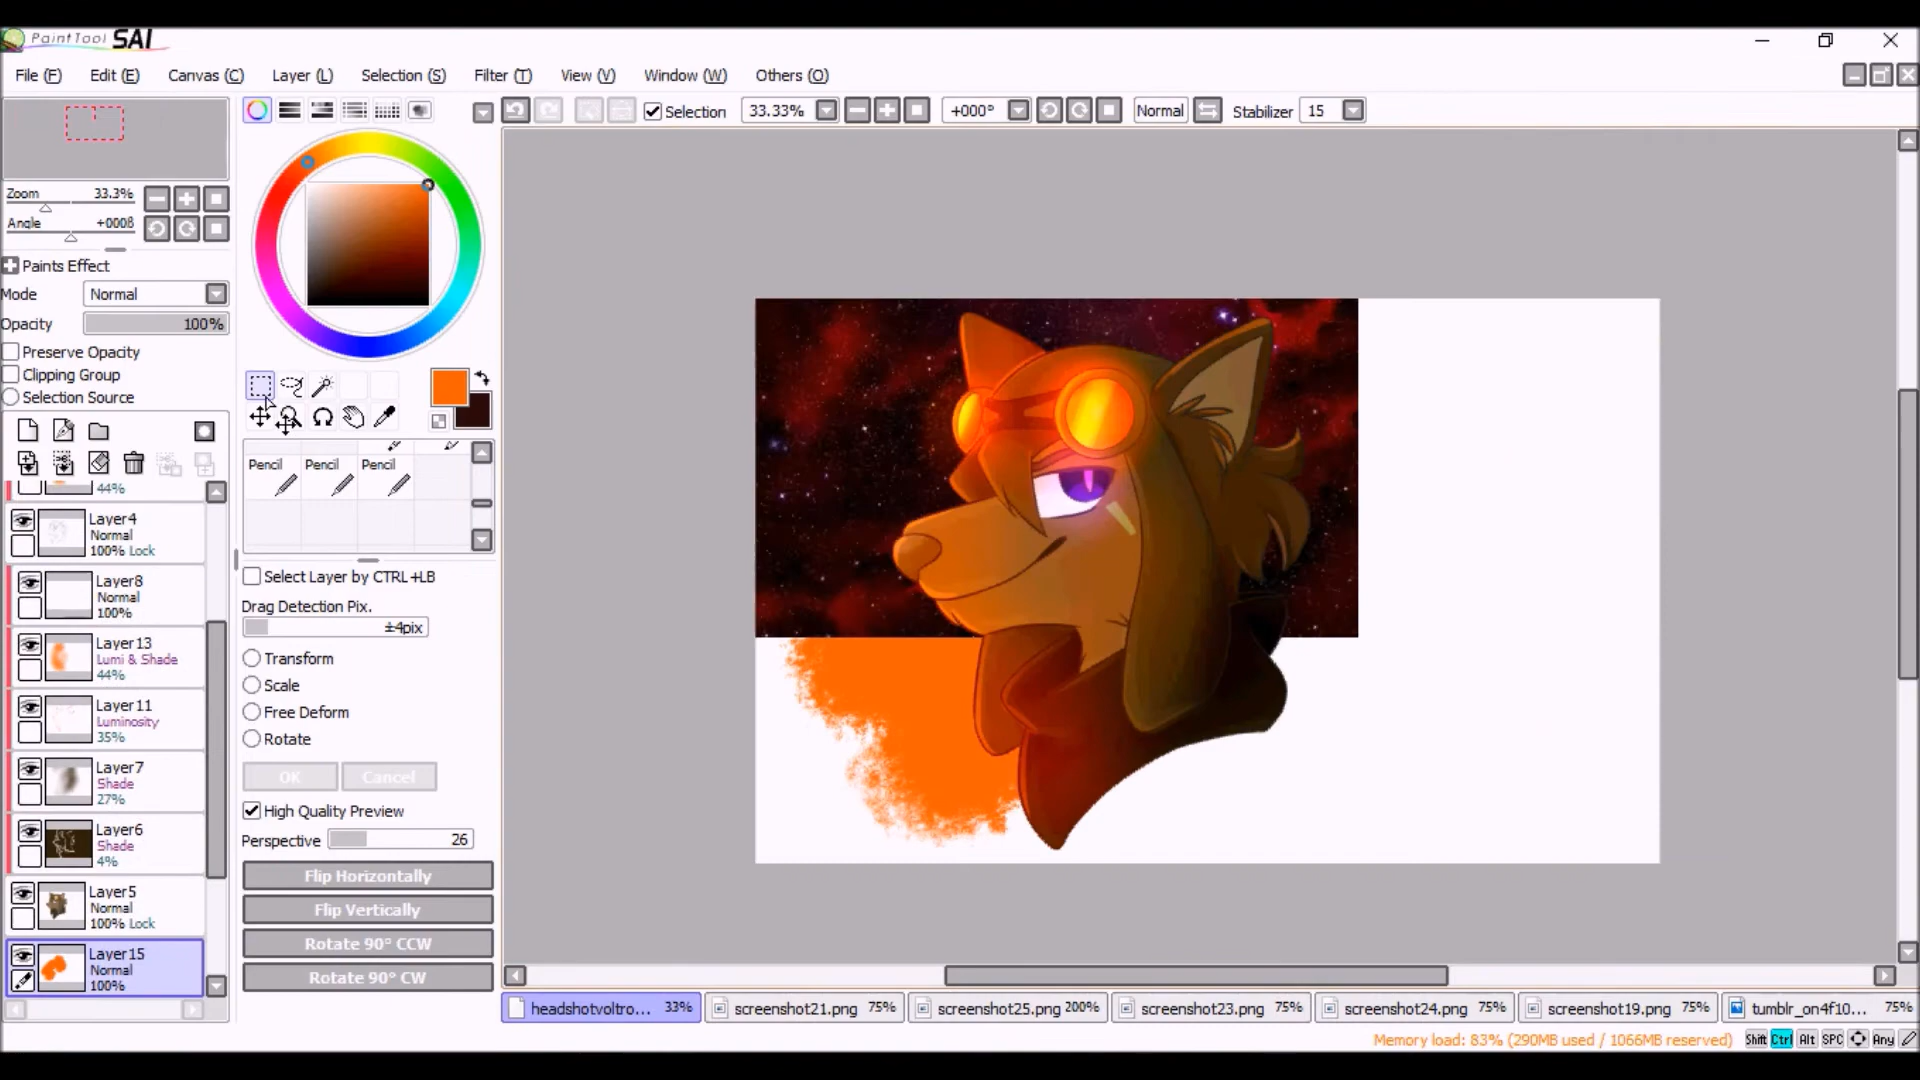 PaintTool SAI
File (F) Edit (E) Canvas (C) Layer (L) Selection (S) Filter (T) View (V) Window (W) Others (O)
Selection 33.33% +000° Normal Stabilizer 15
Zoom 33.3%
Angle +000ß
Paints Effect
Mode Normal
Opacity 100%
Preserve Opacity
Clipping Group
Selection Source
44%
Layer4
Normal
100% Lock
Layer8
Normal
100%
Layer13
Lumi & Shade
44%
Layer11
Luminosity
35%
Layer7
Shade
27%
Layer6
Shade
4%
Layer5
Normal
100% Lock
Layer15
Normal
100%
Pencil Pencil Pencil
Select Layer by CTRL+LB
Drag Detection Pix.
±4pix
Transform
Scale
Free Deform
Rotate
OK Cancel
High Quality Preview
Perspective 26
Flip Horizontally
Flip Vertically
Rotate 90° CCW
Rotate 90° CW
headshotvoltro... 33% screenshot21.png 75% screenshot25.png 200% screenshot23.png 75% screenshot24.png 75% screenshot19.png 75% tumblr_on4f10... 75%
Memory load: 83% (290MB used / 1066MB reserved) Shift Ctrl Alt SPC Any